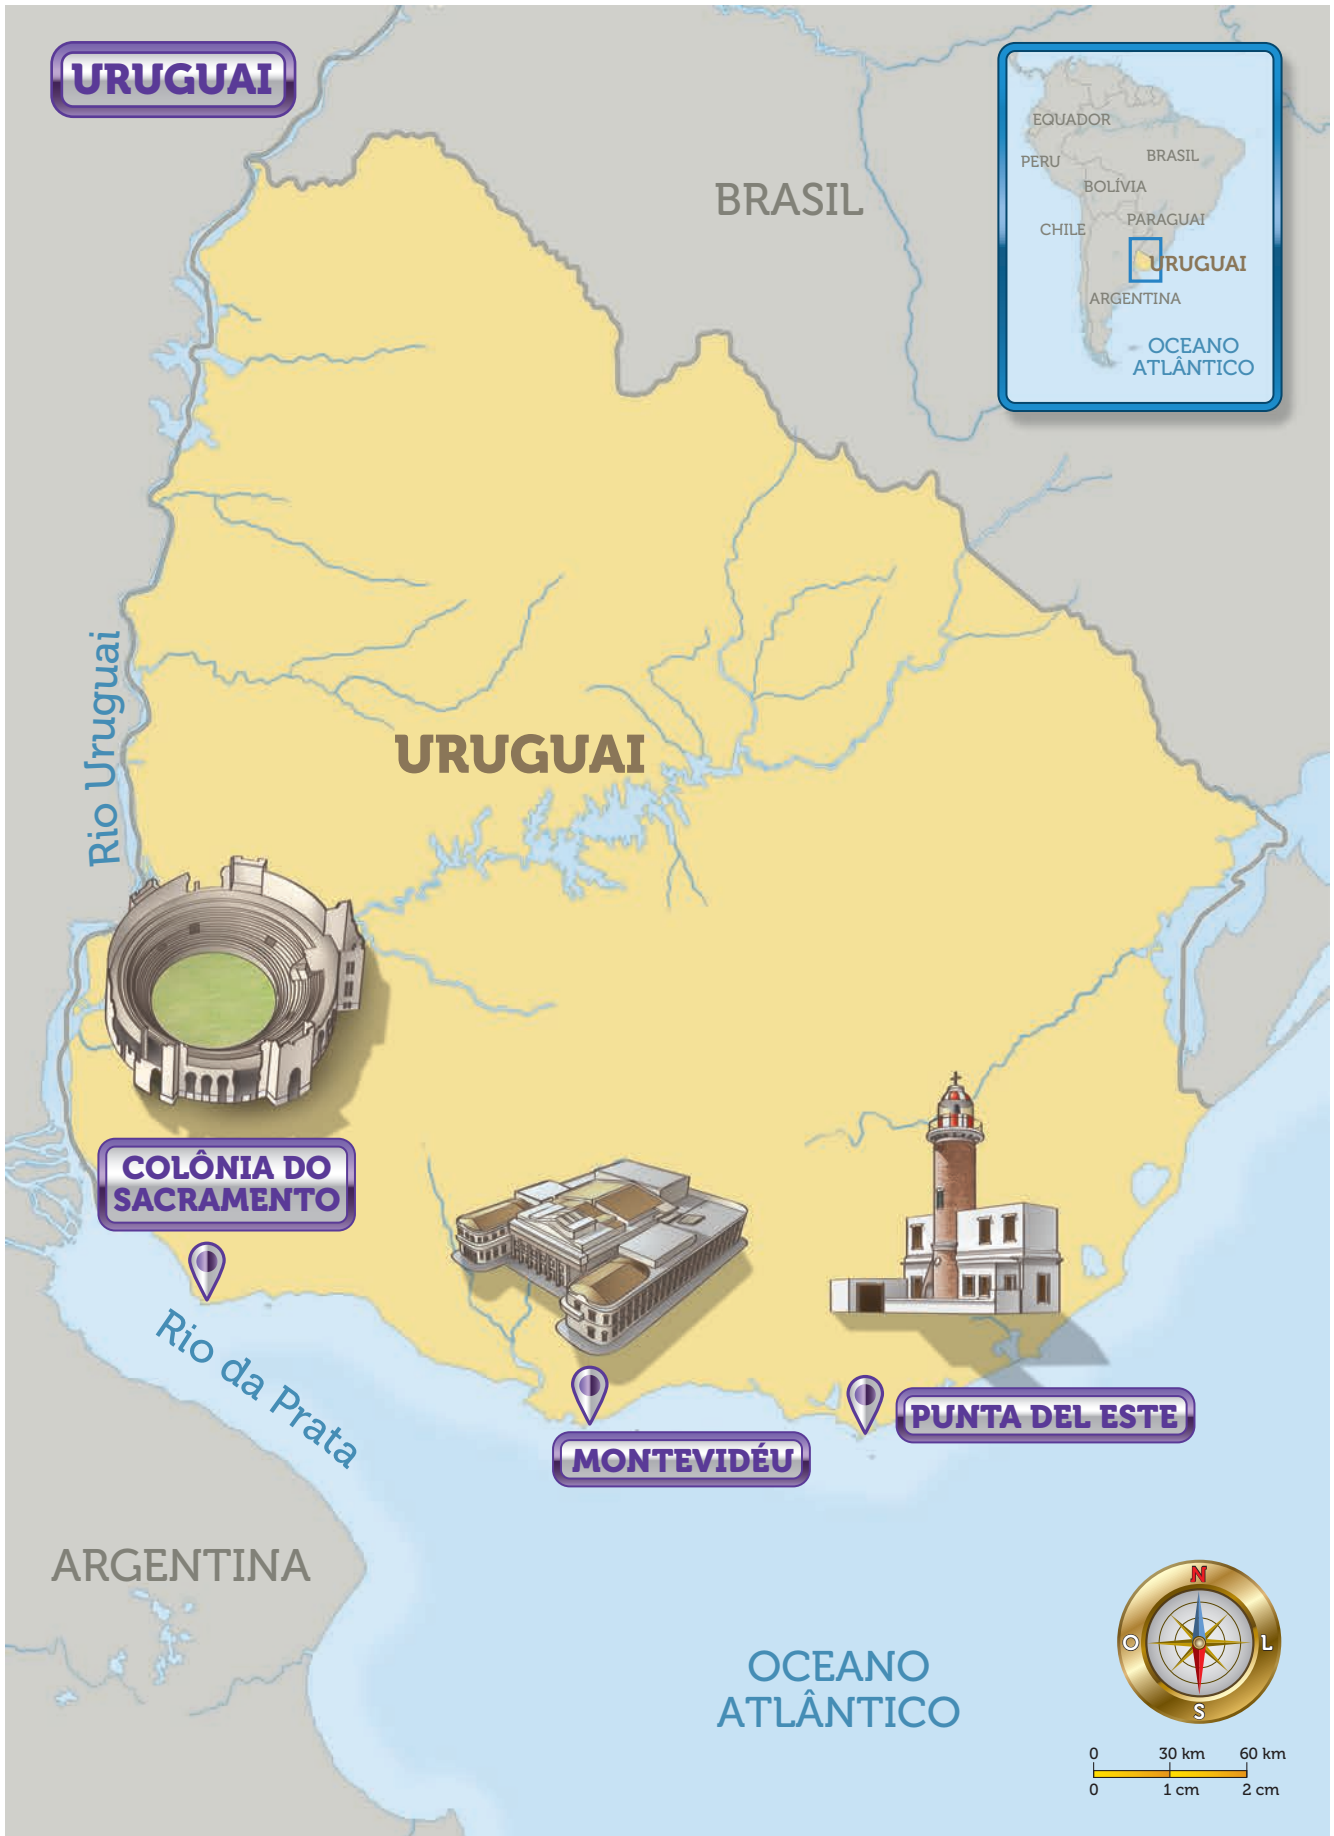 URUGUAI
BRASIL
EQUADOR
PERU
BRASIL
BOLÍVIA
PARAGUAI
CHILE
URUGUAI
ARGENTINA
OCEANO
ATLÂNTICO
Rio Uruguai
URUGUAI
COLÔNIA DO
SACRAMENTO
Rio da Prata
MONTEVIDÉU
PUNTA DEL ESTE
ARGENTINA
OCEANO
ATLÂNTICO
N
O L
S
0 30 km 60 km
0 1 cm 2 cm